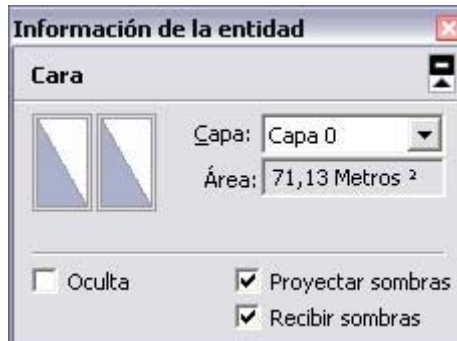 Información de la entidad
Cara
Capa: Capa 0
Área: 71,13 Metros ²
Oculta
Proyectar sombras
Recibir sombras